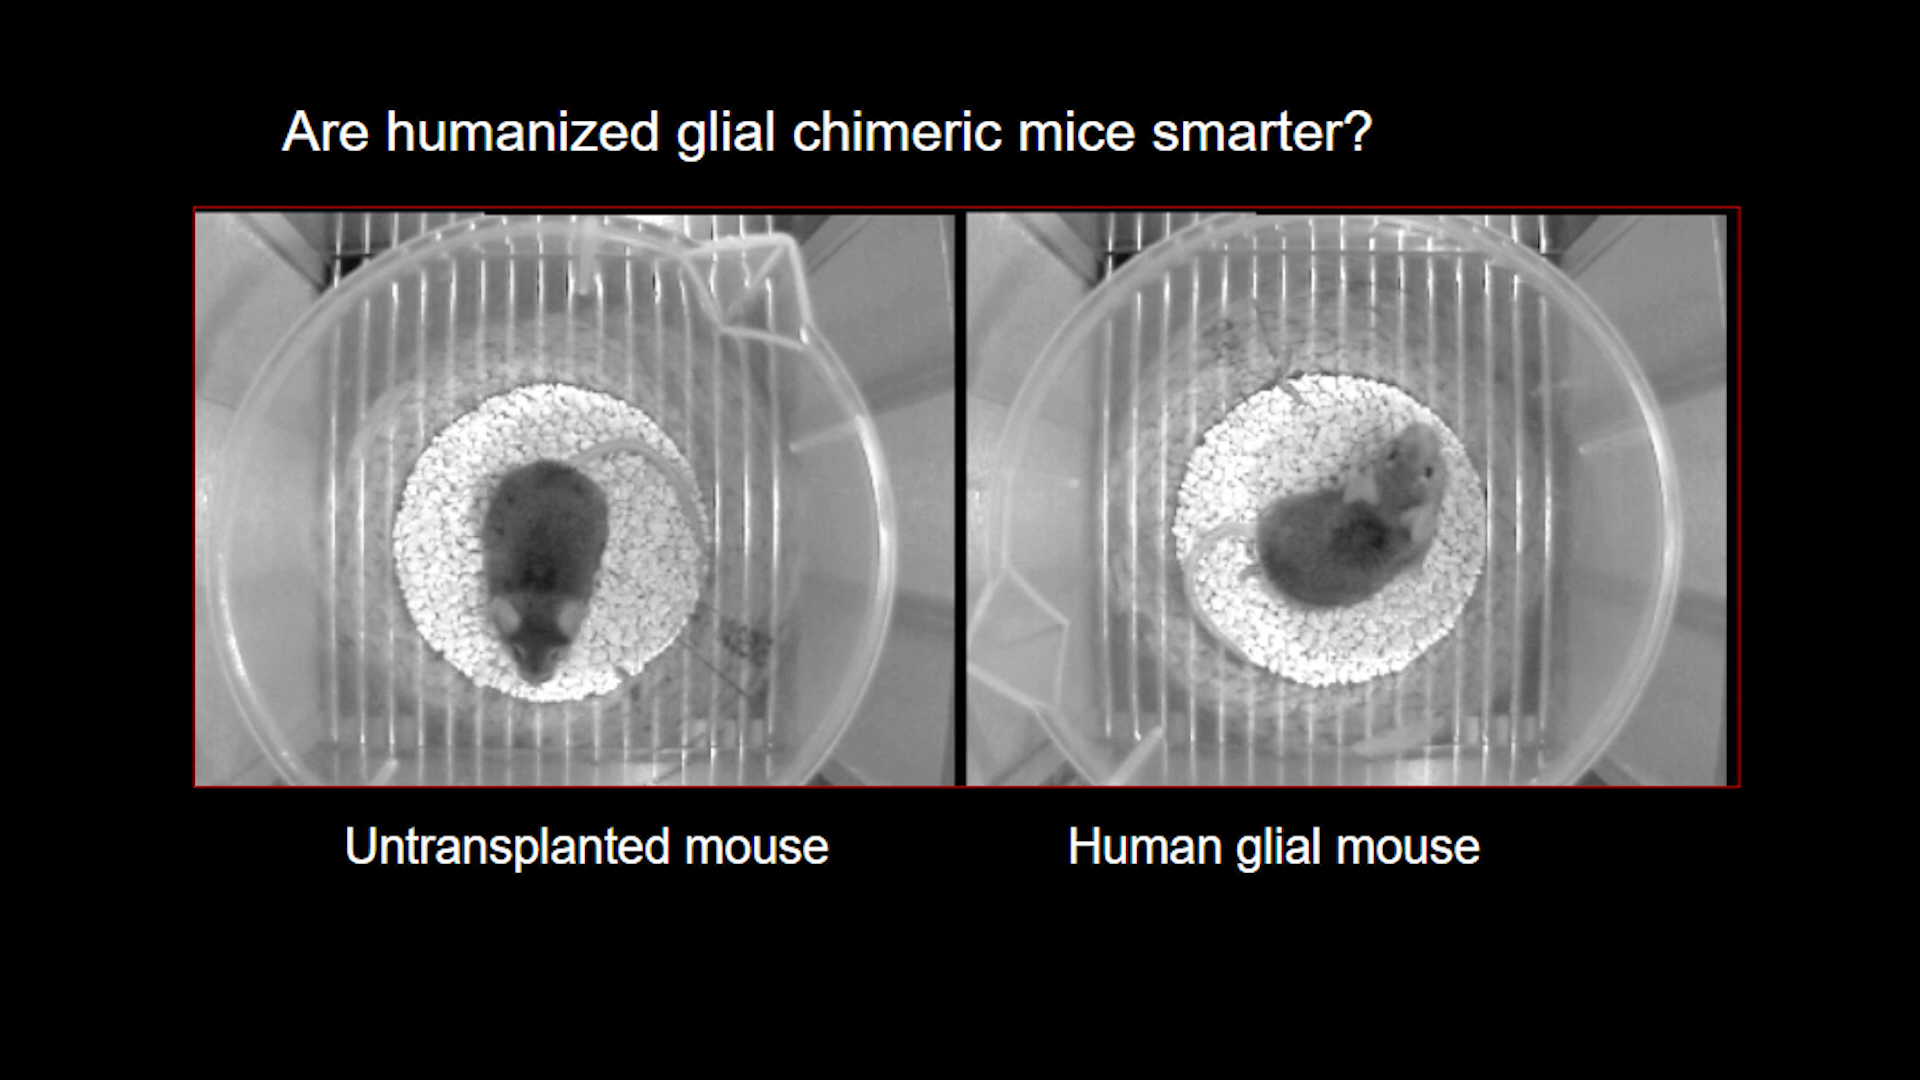 Are humanized glial chimeric mice smarter?
Untransplanted mouse
Human glial mouse